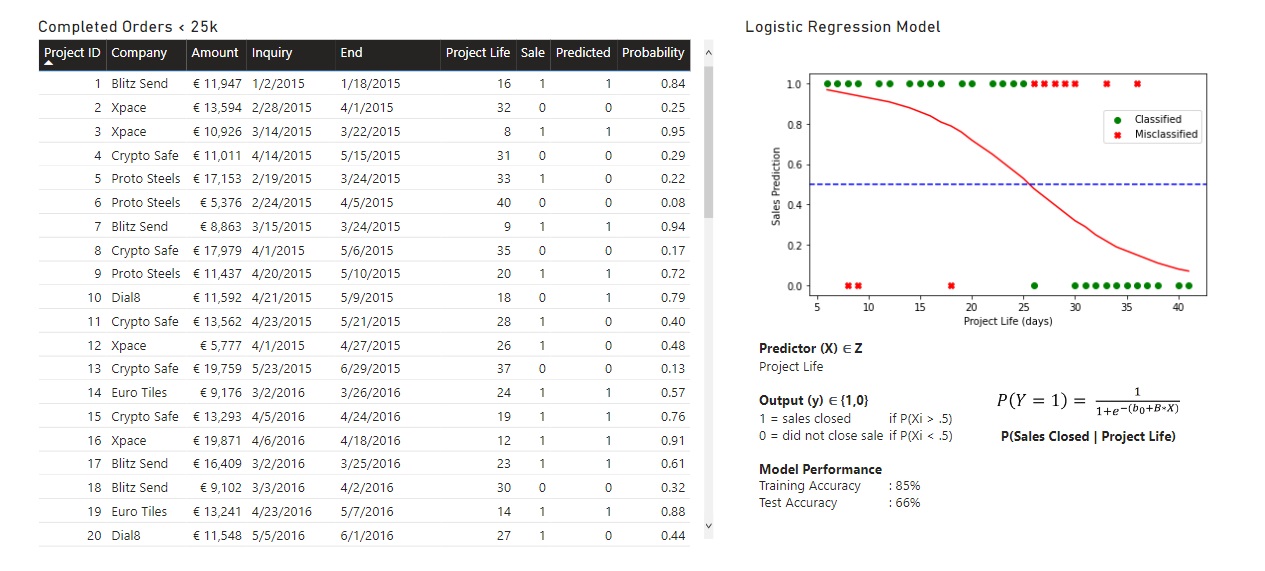 Completed Orders < 25k
Project ID Company Amount Inquiry End Project Life Sale Predicted Probability
1 Blitz Send € 11,947 1/2/2015 1/18/2015 16 1 1 0.84
2 Xpace € 13,594 2/28/2015 4/1/2015 32 0 0 0.25
3 Xpace € 10,926 3/14/2015 3/22/2015 8 1 1 0.95
4 Crypto Safe € 11,011 4/14/2015 5/15/2015 31 0 0 0.29
5 Proto Steels € 17,153 2/19/2015 3/24/2015 33 1 0 0.22
6 Proto Steels € 5,376 2/24/2015 4/5/2015 40 0 0 0.08
7 Blitz Send € 8,863 3/15/2015 3/24/2015 9 1 1 0.94
8 Crypto Safe € 17,979 4/1/2015 5/6/2015 35 0 0 0.17
9 Proto Steels € 11,437 4/20/2015 5/10/2015 20 1 1 0.72
10 Dial8 € 11,592 4/21/2015 5/9/2015 18 0 1 0.79
11 Crypto Safe € 13,562 4/23/2015 5/21/2015 28 1 0 0.40
12 Xpace € 5,777 4/1/2015 4/27/2015 26 1 0 0.48
13 Crypto Safe € 19,759 5/23/2015 6/29/2015 37 0 0 0.13
14 Euro Tiles € 9,176 3/2/2016 3/26/2016 24 1 1 0.57
15 Crypto Safe € 13,293 4/5/2016 4/24/2016 19 1 1 0.76
16 Xpace € 19,871 4/6/2016 4/18/2016 12 1 1 0.91
17 Blitz Send € 16,409 3/2/2016 3/25/2016 23 1 1 0.61
18 Blitz Send € 9,102 3/3/2016 4/2/2016 30 0 0 0.32
19 Euro Tiles € 13,241 4/23/2016 5/7/2016 14 1 1 0.88
20 Dial8 € 11,548 5/5/2016 6/1/2016 27 1 0 0.44
Logistic Regression Model
1.0
0.8
0.6
0.4
0.2
0.0
Sales Prediction
Classified
Misclassified
5 10 15 20 25 30 35 40
Project Life (days)
Predictor (X) ∈ Z
Project Life
Output (y) ∈ {1,0}
1 = sales closed if P(Xi > .5)
0 = did not close sale if P(Xi < .5)
P(Y = 1) = 1/1+e^−(b0+B*X)
P(Sales Closed | Project Life)
Model Performance
Training Accuracy : 85%
Test Accuracy : 66%